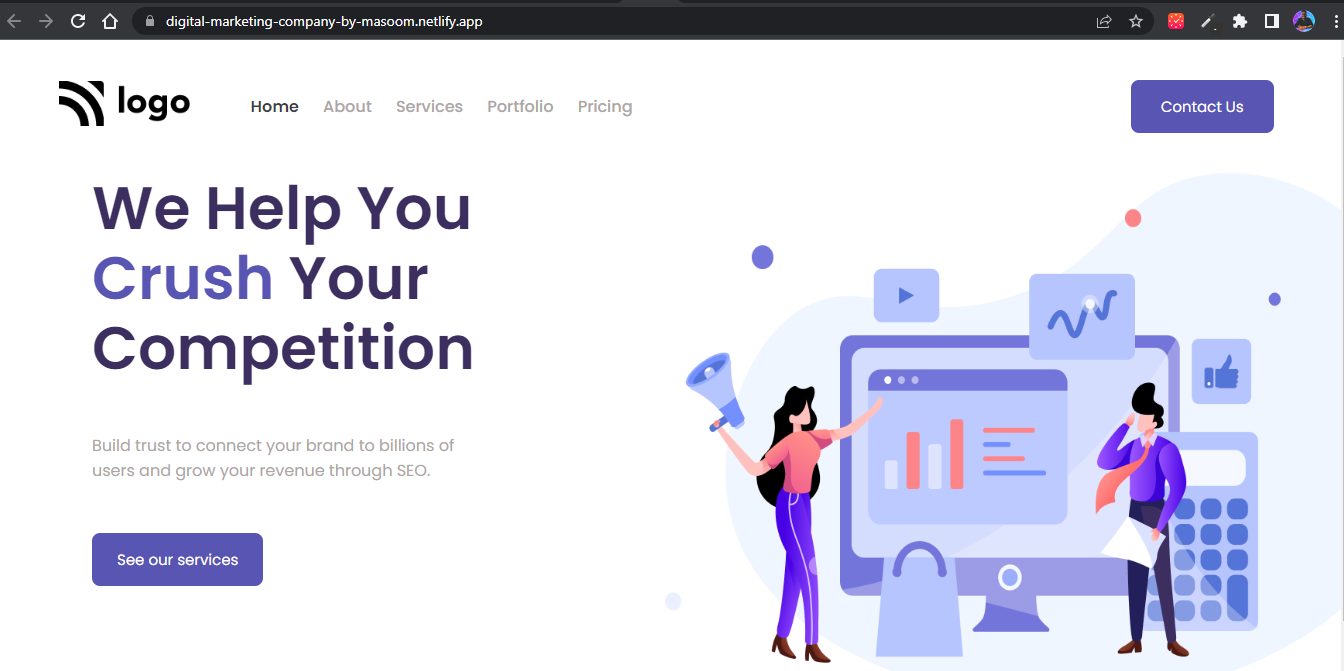 digital-marketing-company-by-masoom.netlify.app
logo
Home About Services Portfolio Pricing
Contact Us
We Help You
Crush Your
Competition
Build trust to connect your brand to billions of
users and grow your revenue through SEO.
See our services